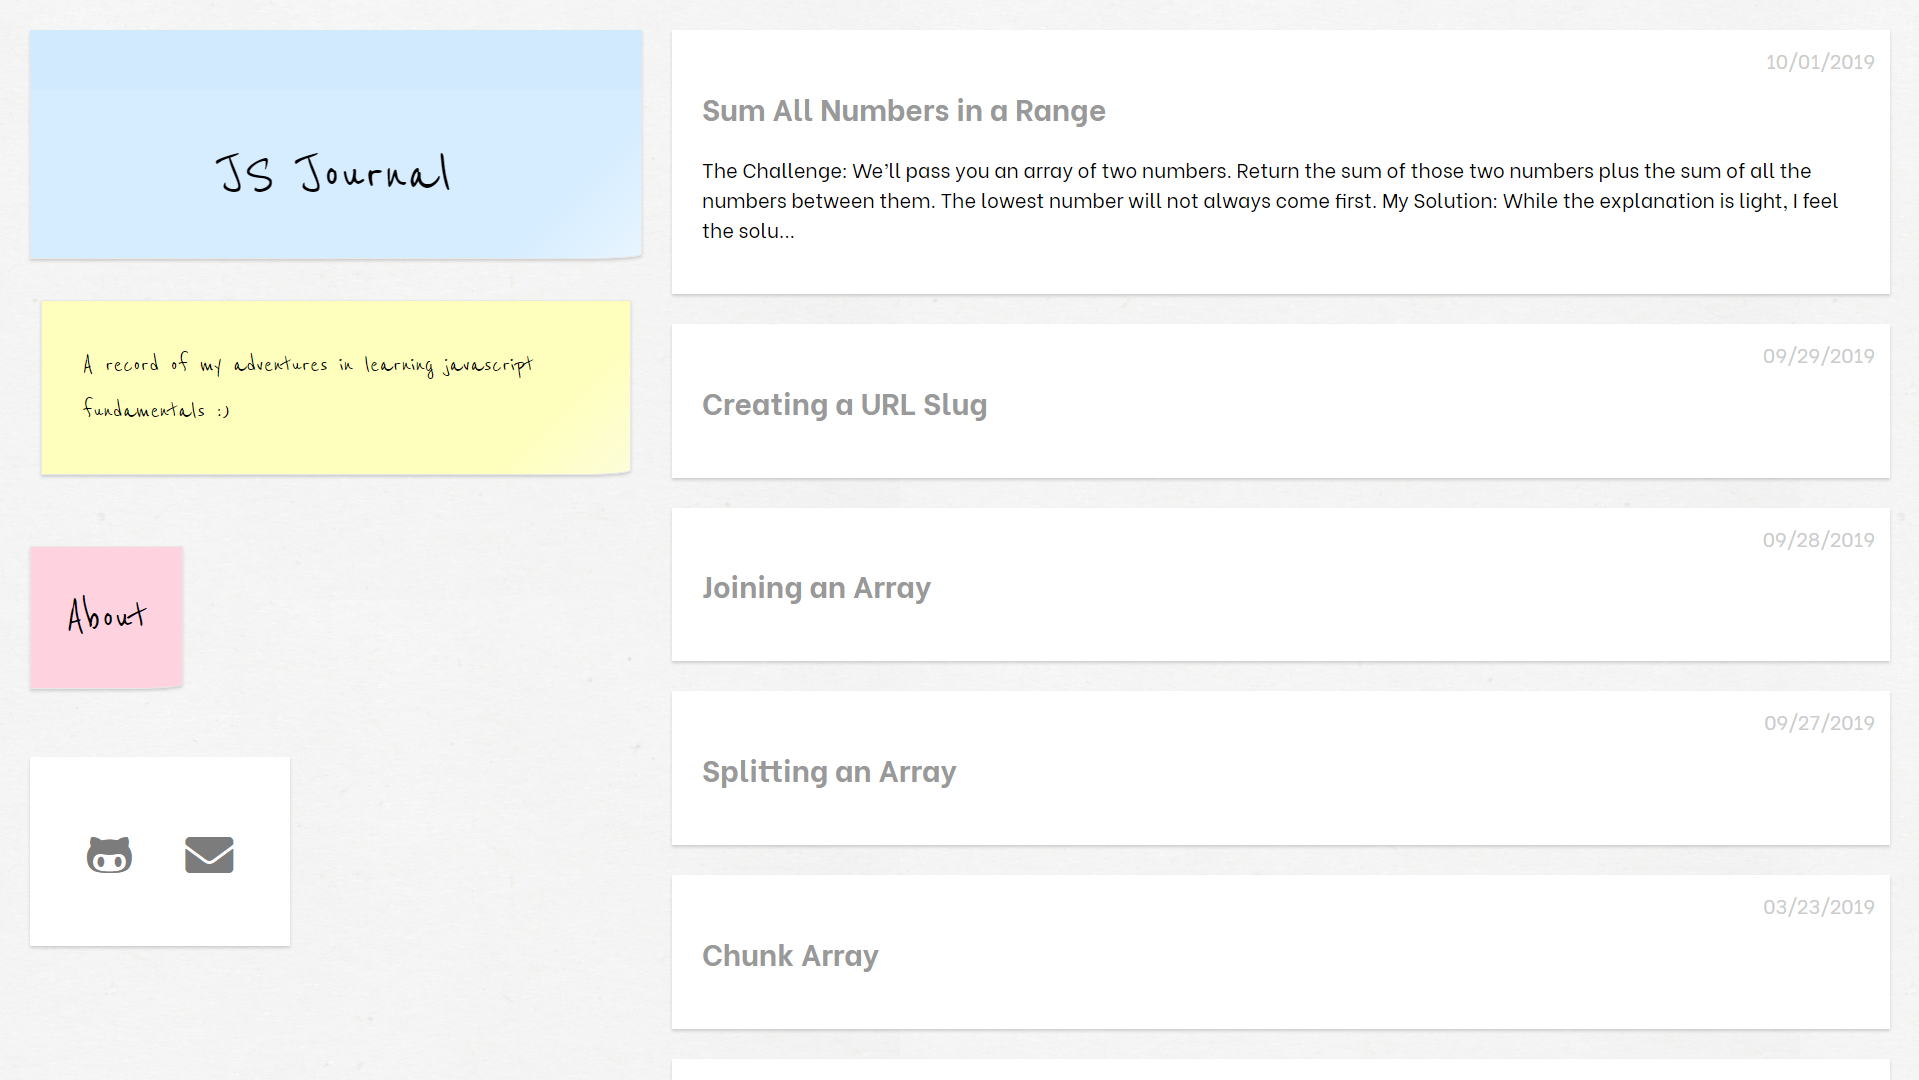 JS Journal
A record of my adventures in learning javascript
fundamentals :)
About
10/01/2019
Sum All Numbers in a Range
The Challenge: We’ll pass you an array of two numbers. Return the sum of those two numbers plus the sum of all the
numbers between them. The lowest number will not always come first. My Solution: While the explanation is light, I feel
the solu...
09/29/2019
Creating a URL Slug
09/28/2019
Joining an Array
09/27/2019
Splitting an Array
03/23/2019
Chunk Array